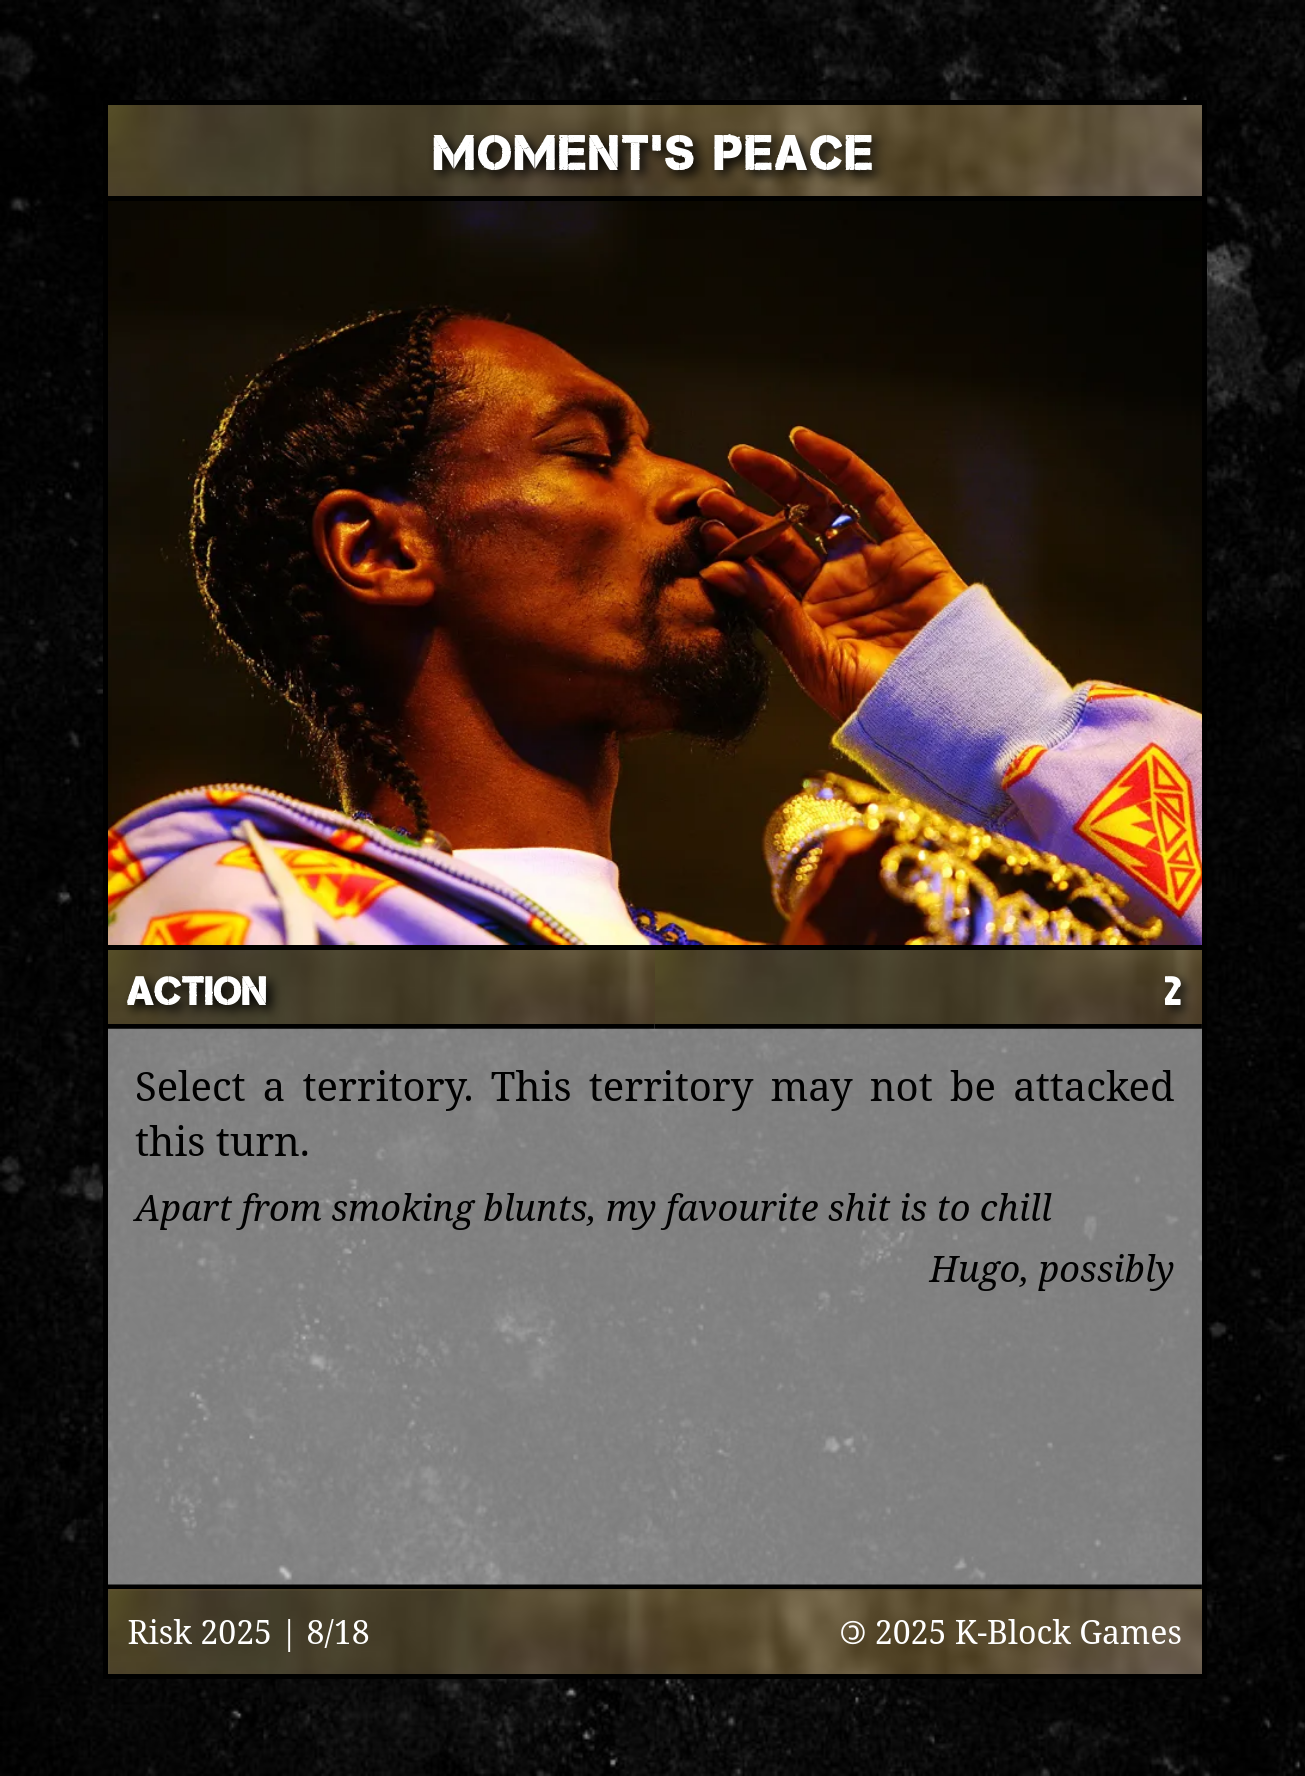 MOMENT'S PEACE
ACTION
2
Select a territory. This territory may not be attacked
this turn.
Apart from smoking blunts, my favourite shit is to chill
Hugo, possibly
Risk 2025 | 8/18
🄯 2025 K-Block Games